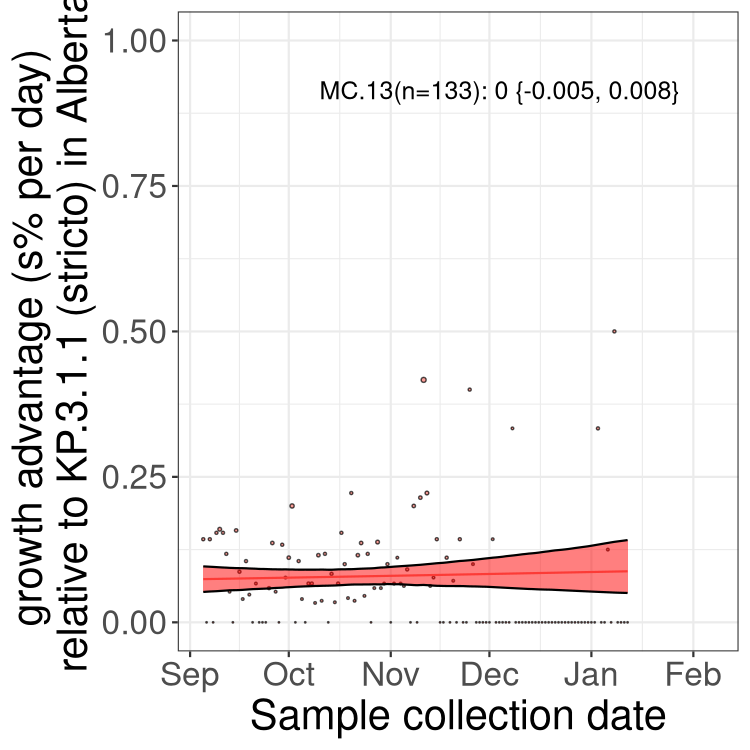 growth advantage (s% per day)
relative to KP.3.1.1 (stricto) in Alberta
1.00
0.75
0.50
0.25
0.00
MC.13(n=133): 0 {-0.005, 0.008}
Sep Oct Nov Dec Jan Feb
Sample collection date